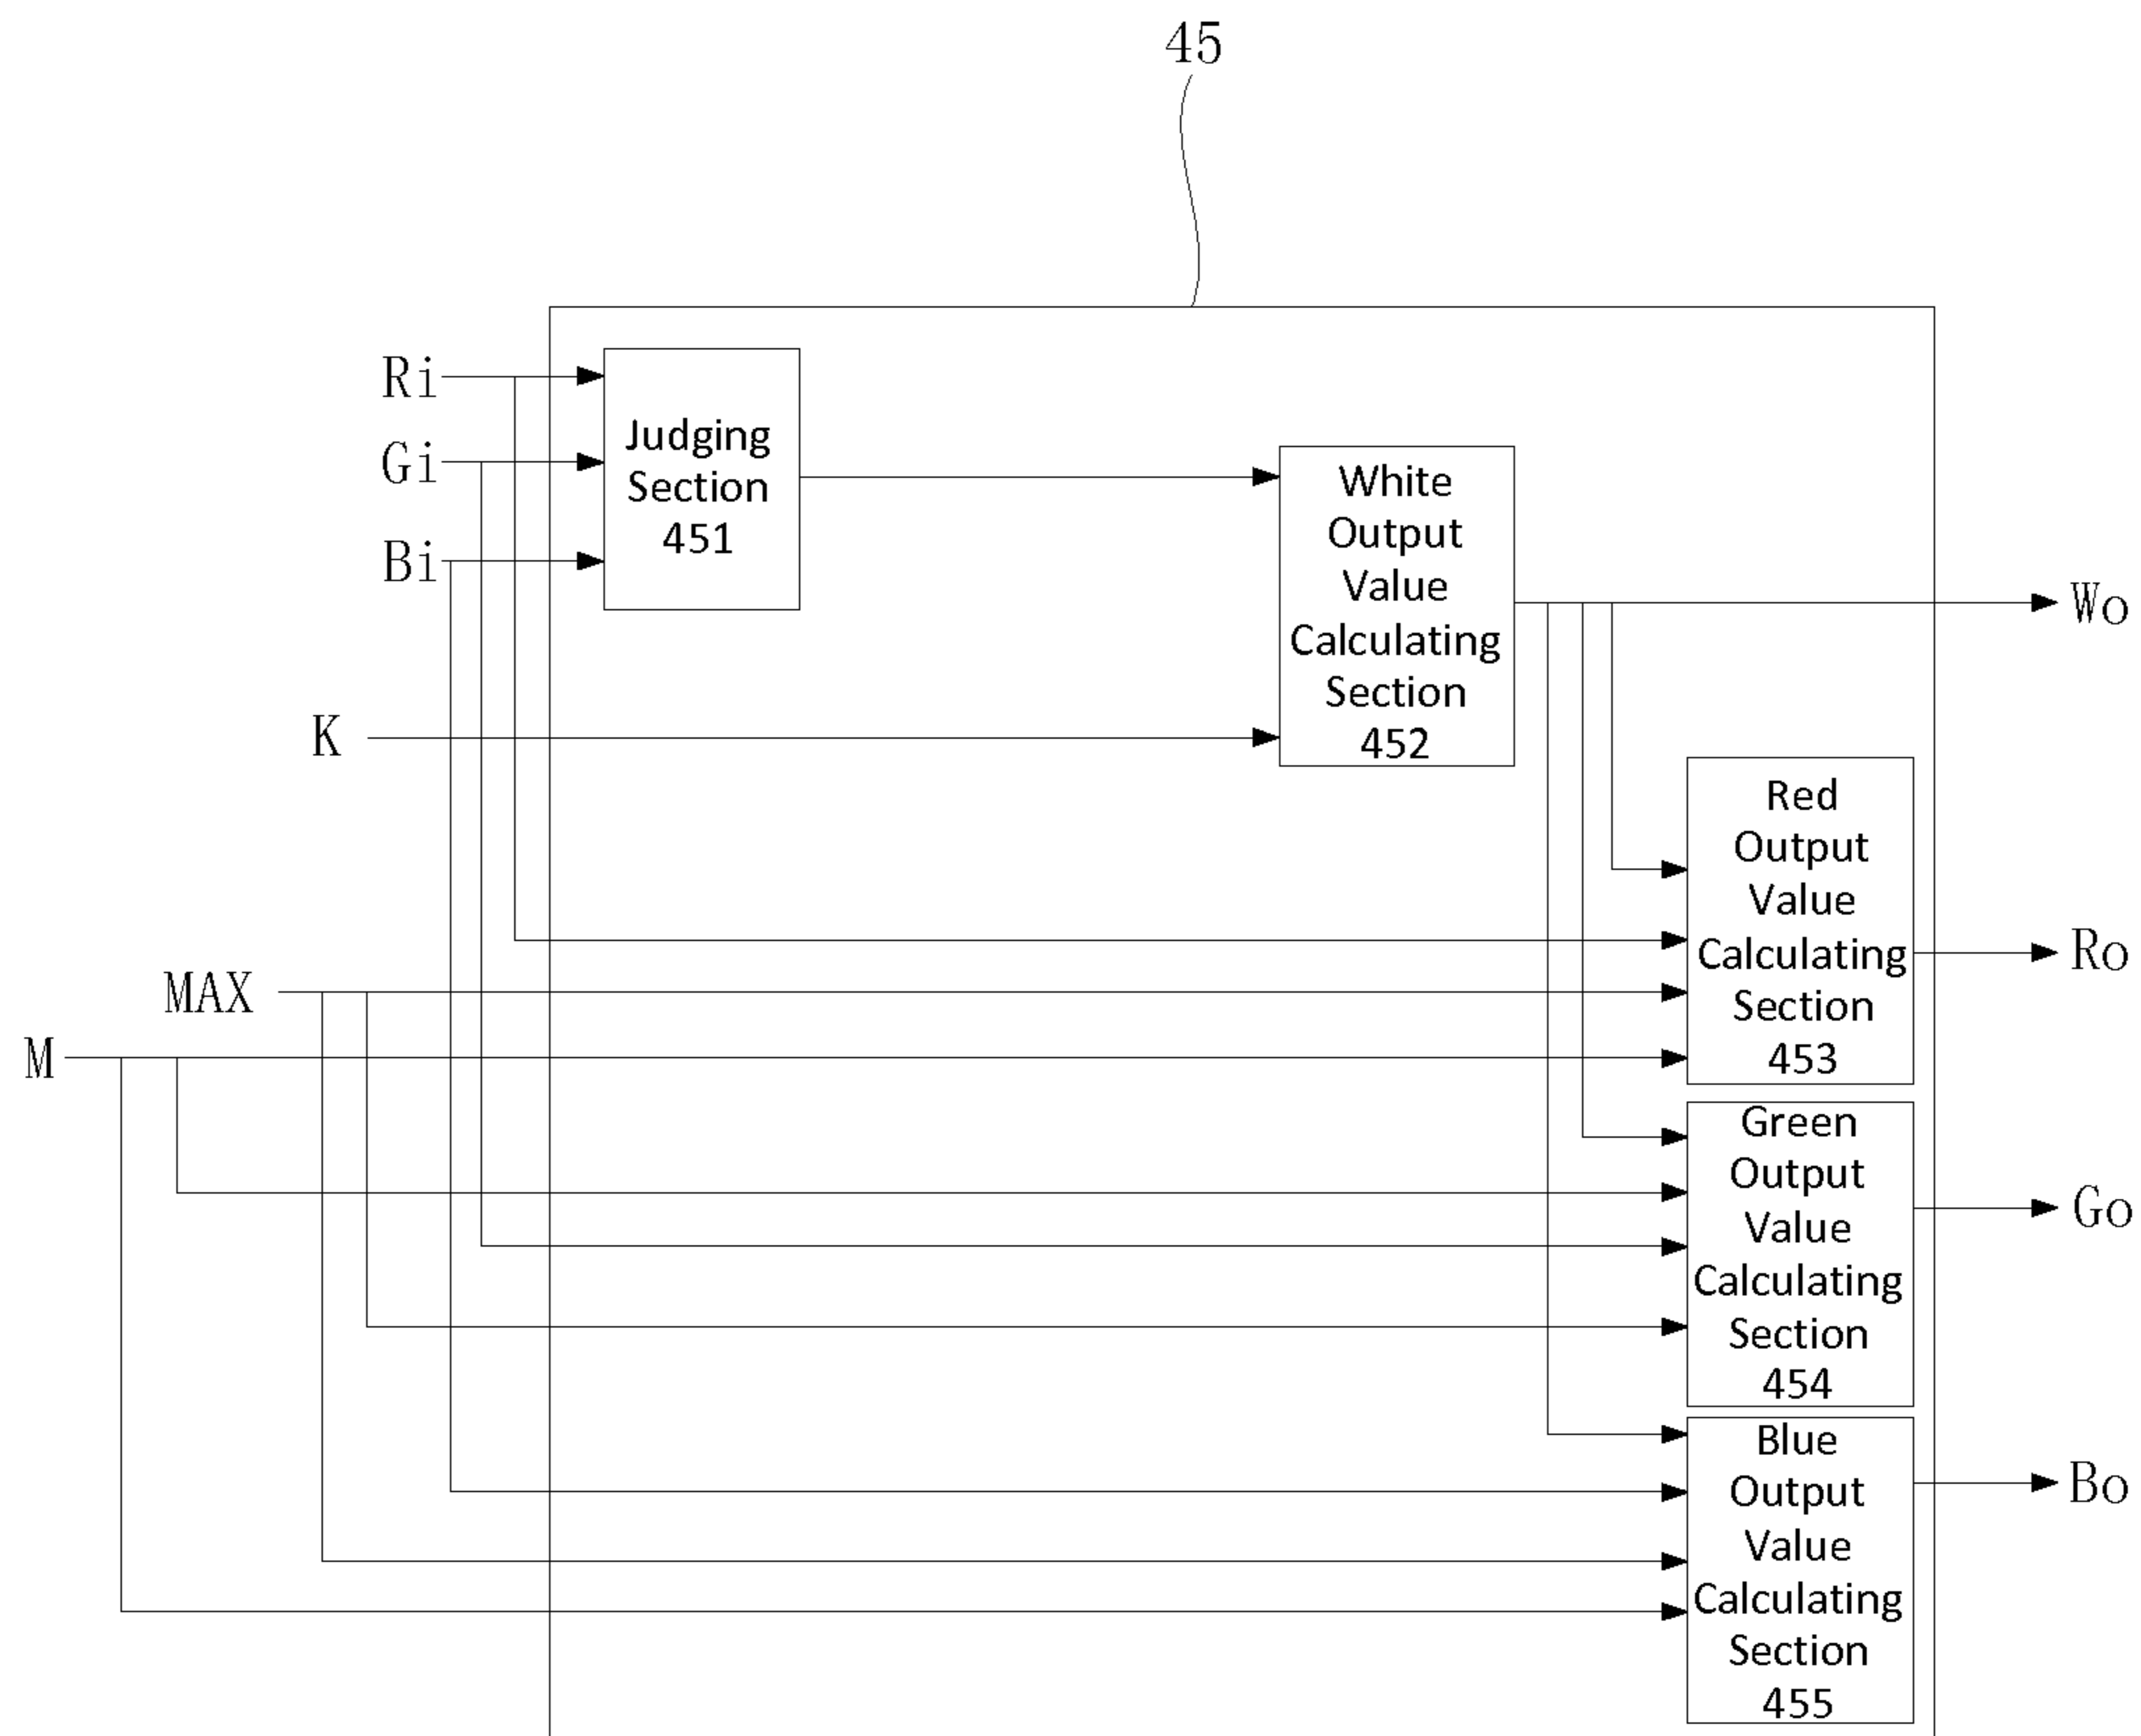 45
Ri
Gi
Bi
Judging
Section
451
K
White
Output
Value
Calculating
Section
452
Wo
MAX
M
Red
Output
Value
Calculating
Section
453
Ro
Green
Output
Value
Calculating
Section
454
Go
Blue
Output
Value
Calculating
Section
455
Bo